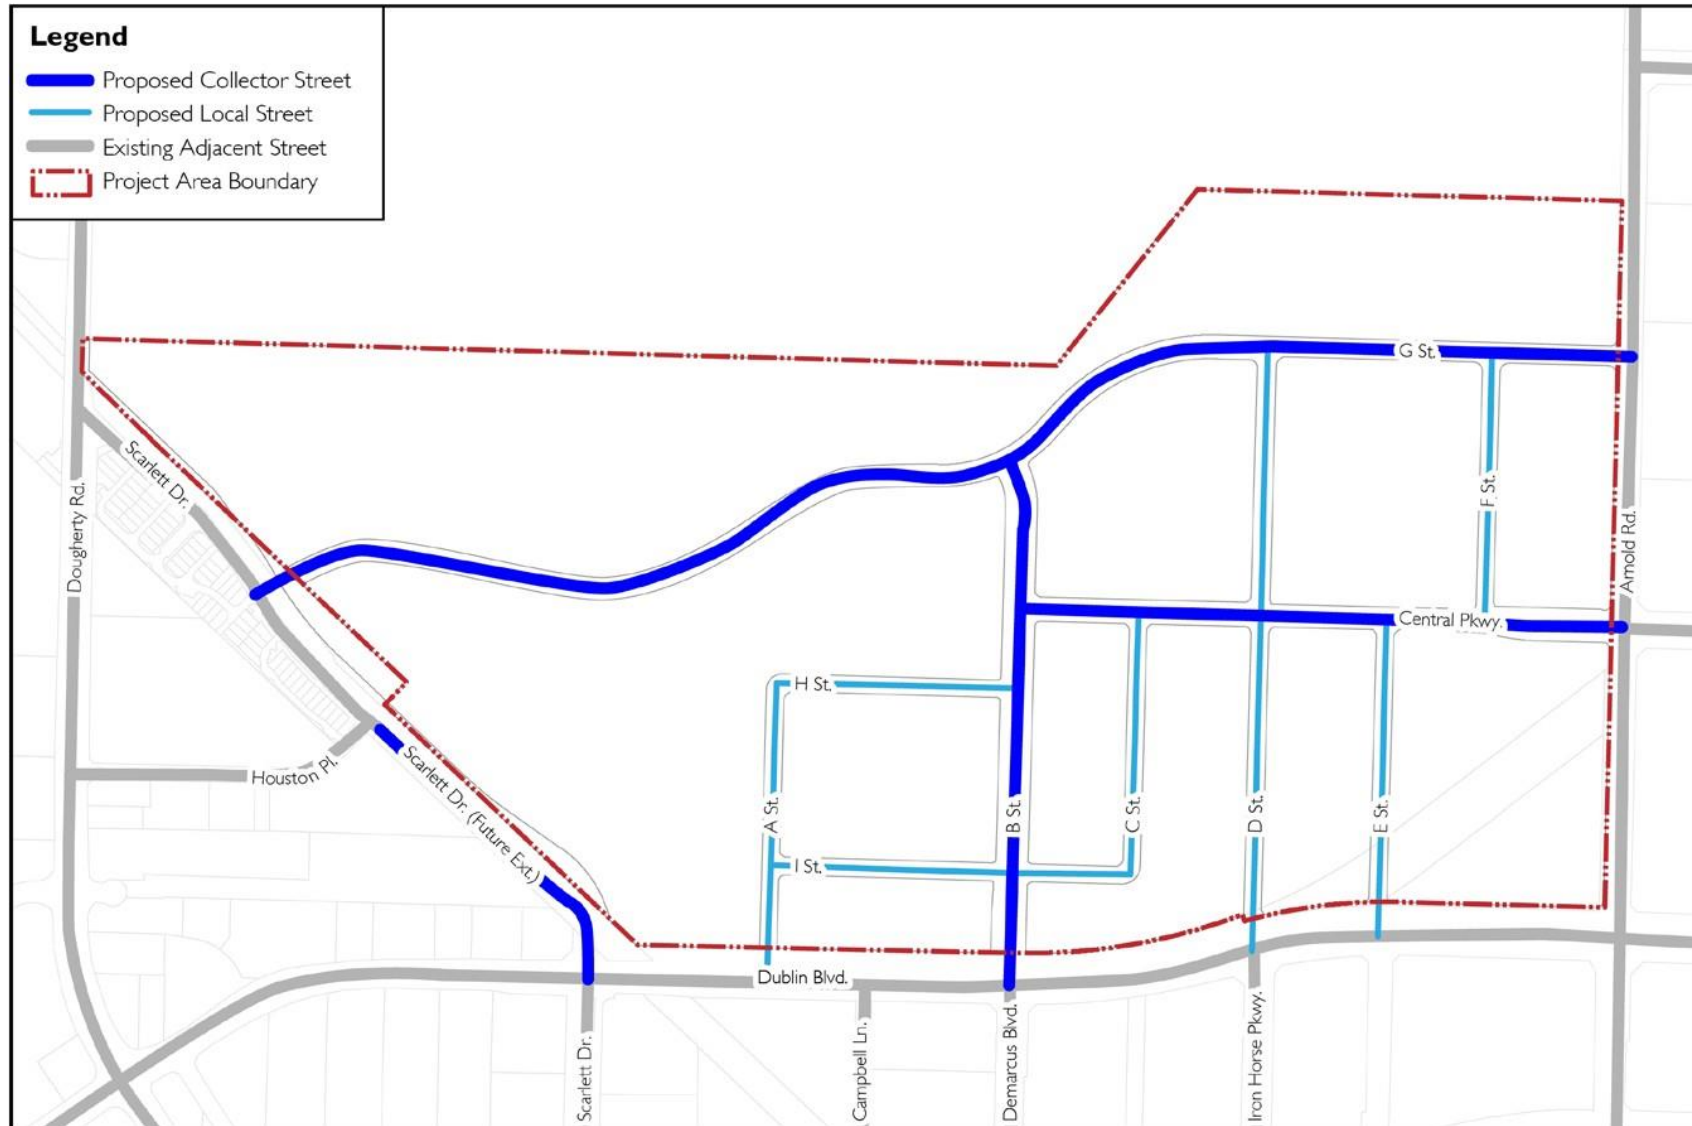 Legend
Proposed Collector Street
Proposed Local Street
Existing Adjacent Street
Project Area Boundary
G St.
Scarlett Dr.
F St.
Dougherty Rd.
Arnold Rd.
Central Pkwy.
H St.
Houston Pl.
Scarlett Dr. (Future Ext.)
A St.
B St.
C St.
D St.
E St.
I St.
Dublin Blvd.
Scarlett Dr.
Campbell Ln.
Demarcus Blvd.
Iron Horse Pkwy.